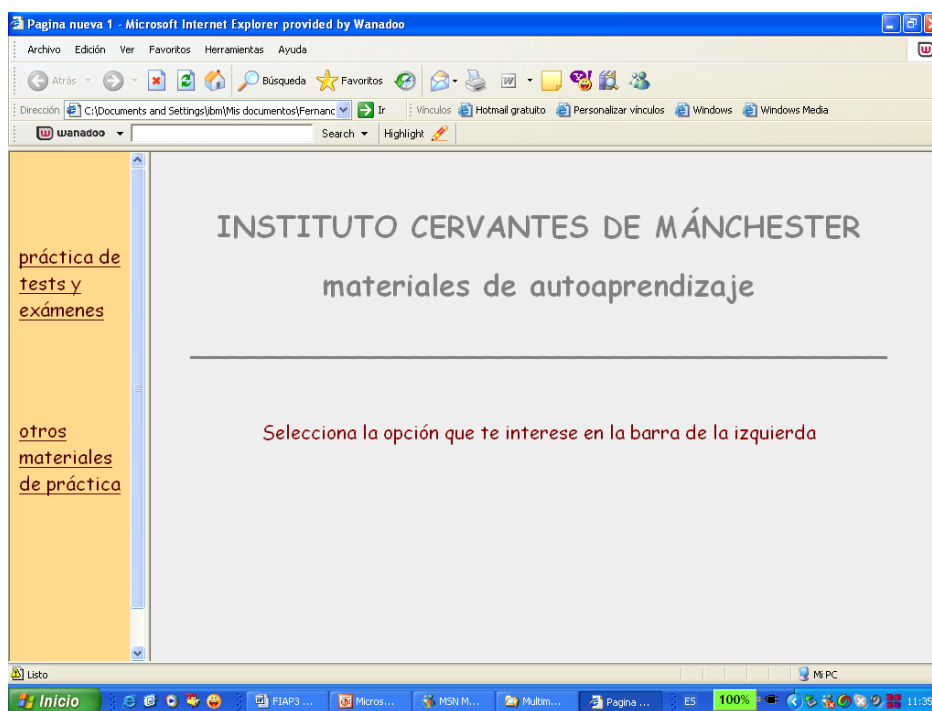 Pagina nueva 1 - Microsoft Internet Explorer provided by Wanadoo
Archivo Edición Ver Favoritos Herramientas Ayuda
Atrás Búsqueda Favoritos
Dirección C:\Documents and Settings\ibm\Mis documentos\Fernanc Ir Vínculos Hotmail gratuito Personalizar vínculos Windows Windows Media
wanadoo Search Highlight
práctica de
tests y
exámenes
otros
materiales
de práctica
INSTITUTO CERVANTES DE MÁNCHESTER
materiales de autoaprendizaje
Selecciona la opción que te interese en la barra de la izquierda
Listo Mi PC
Inicio FIAP3 ... Micros... MSN M... Multim... Pagina ... ES 100% 11:35